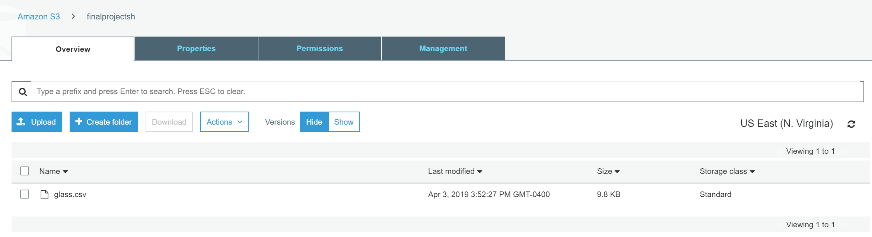 Amazon S3 > finalprojectsh
Overview Properties Permissions Management
Type a prefix and press Enter to search. Press ESC to clear.
Upload + Create folder Download Actions Versions Hide Show US East (N. Virginia)
Viewing 1 to 1
Name Last modified Size Storage class
glass.csv Apr 3, 2019 3:52:27 PM GMT-0400 9.8 KB Standard
Viewing 1 to 1